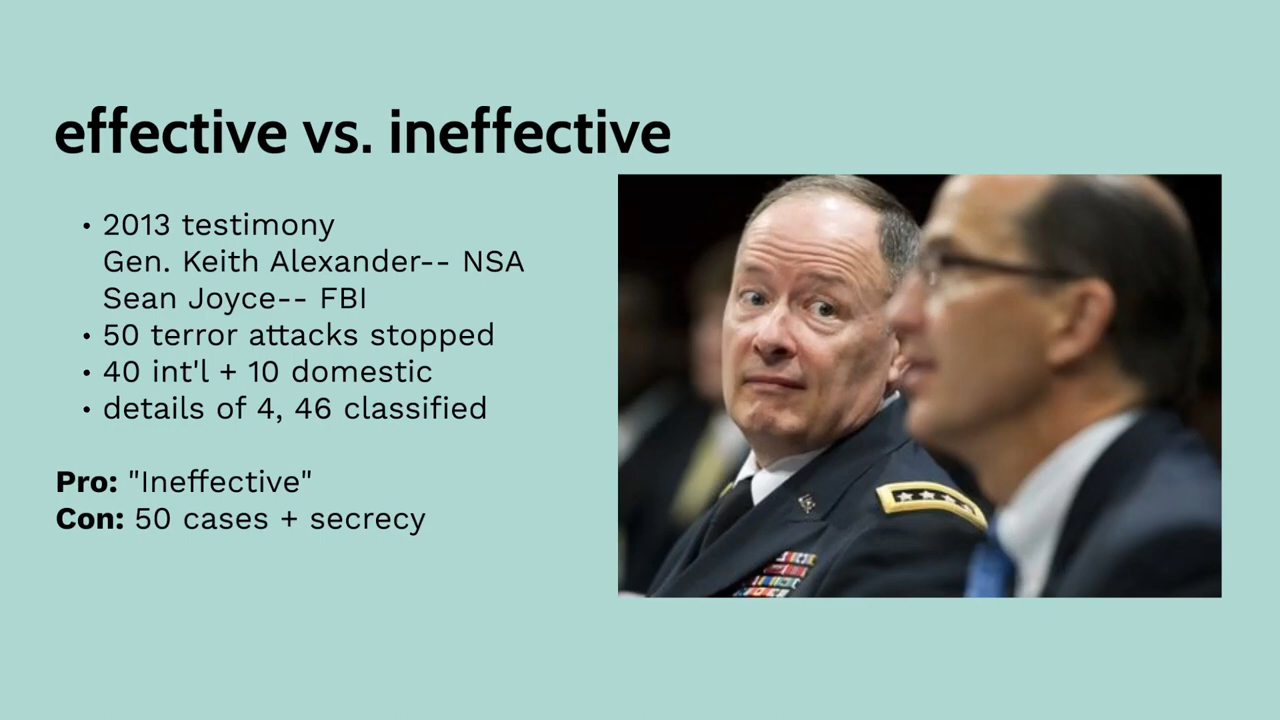 effective vs. ineffective
• 2013 testimony
Gen. Keith Alexander-- NSA
Sean Joyce-- FBI
• 50 terror attacks stopped
• 40 int'l + 10 domestic
• details of 4, 46 classified
Pro: "Ineffective"
Con: 50 cases + secrecy